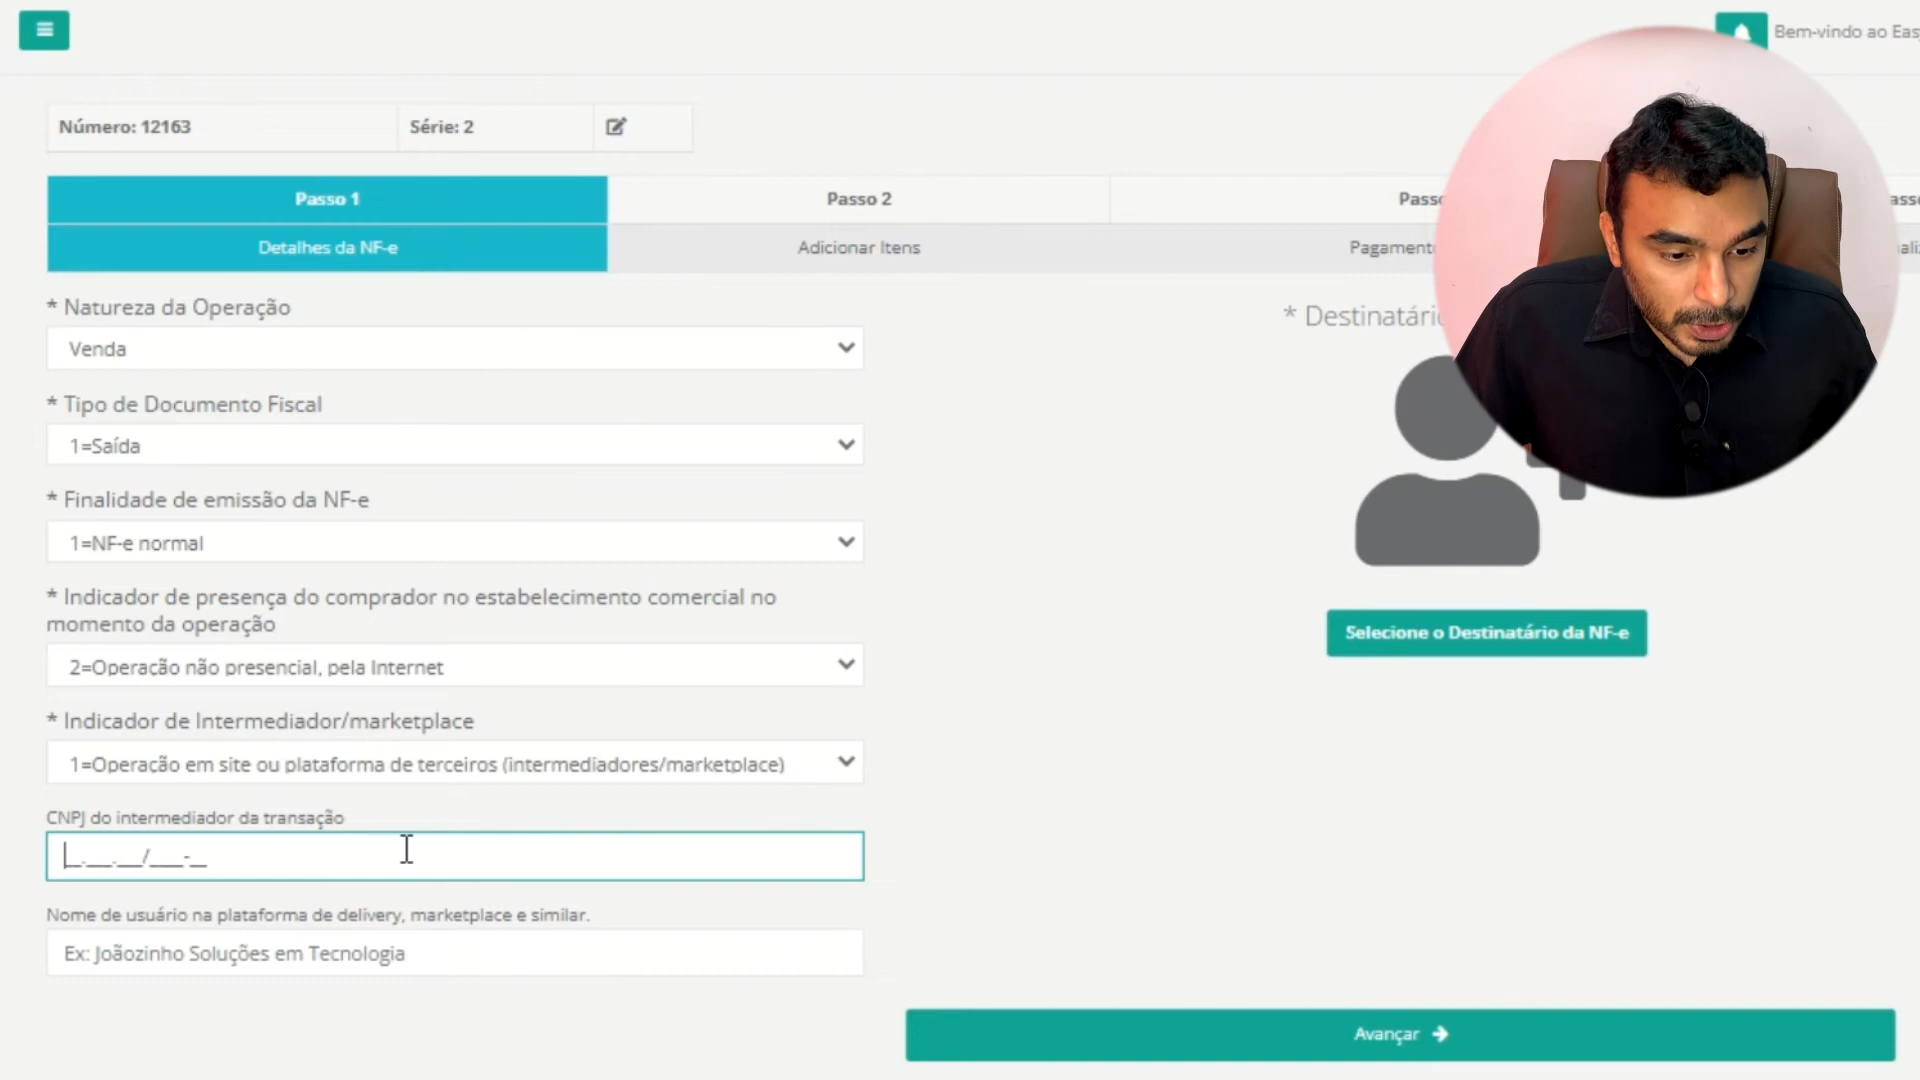 Bem-vindo ao Eas
Número: 12163
Série: 2
Passo 1
Passo 2
Detalhes da NF-e
Adicionar Itens
Pagament
* Natureza da Operação
Venda
* Destinatári
* Tipo de Documento Fiscal
1=Saída
* Finalidade de emissão da NF-e
1=NF-e normal
* Indicador de presença do comprador no estabelecimento comercial no
momento da operação
2=Operação não presencial, pela Internet
Selecione o Destinatário da NF-e
* Indicador de Intermediador/marketplace
1=Operação em site ou plataforma de terceiros (intermediadores/marketplace)
CNPJ do intermediador da transação
__.___.___/____-__
Nome de usuário na plataforma de delivery, marketplace e similar.
Ex: Joãozinho Soluções em Tecnologia
Avançar